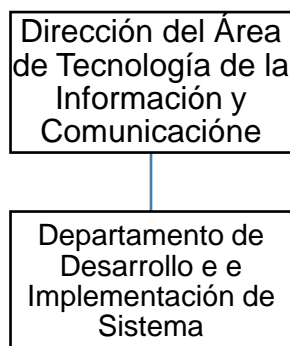 Dirección del Área
de Tecnología de la
Información y
Comunicacióne
Departamento de
Desarrollo e e
Implementación de
Sistema